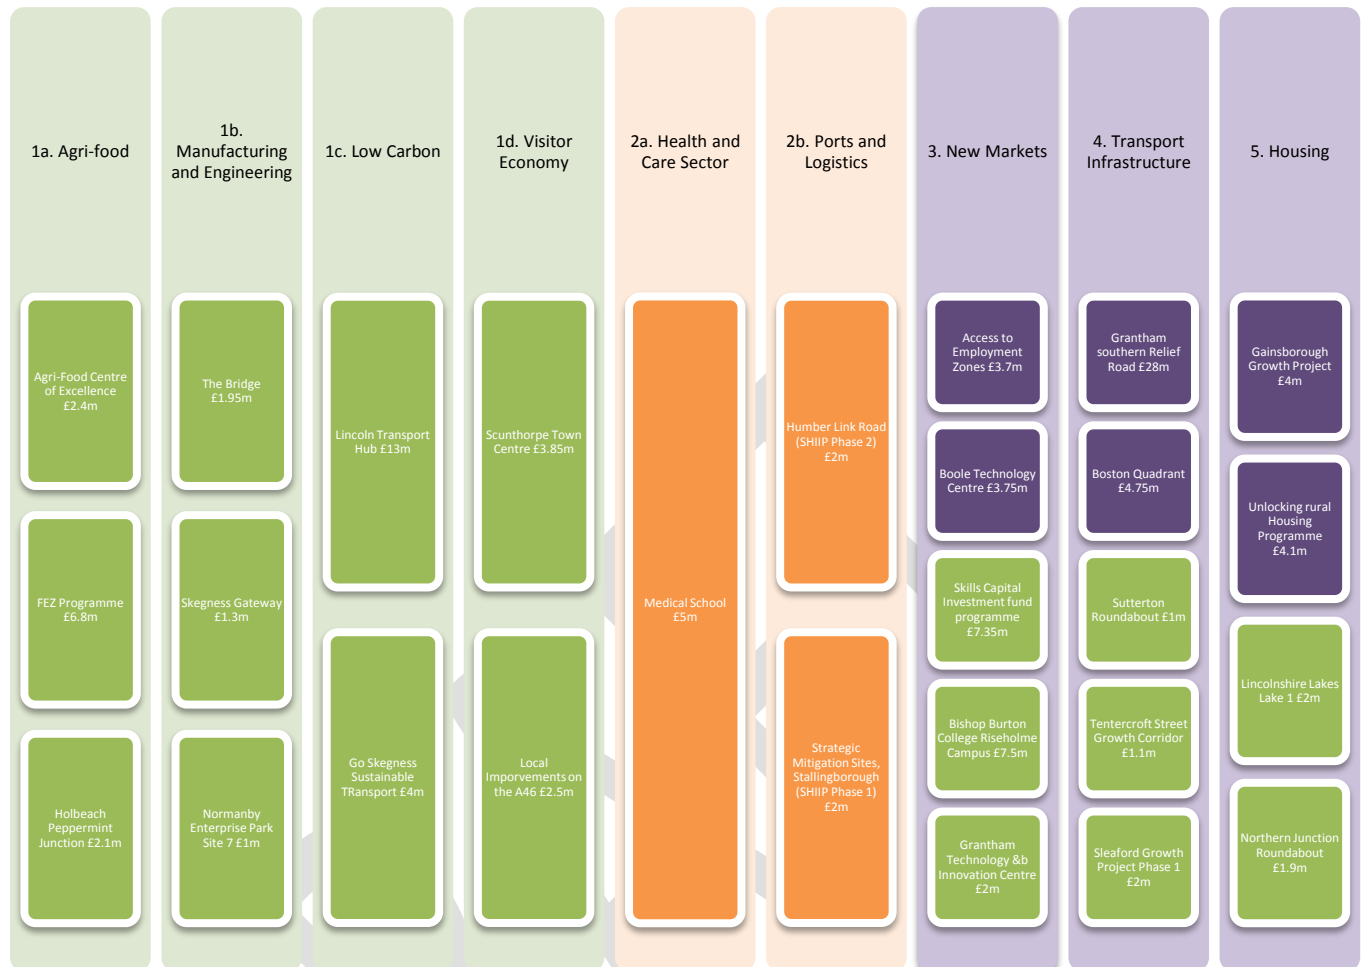 1a. Agri-food
1b.
Manufacturing
and Engineering
1c. Low Carbon
1d. Visitor
Economy
2a. Health and
Care Sector
2b. Ports and
Logistics
3. New Markets
4. Transport
Infrastructure
5. Housing
Agri-Food Centre
of Excellence
£2.4m
FEZ Programme
£6.8m
Holbeach
Peppermint
Junction £2.1m
The Bridge
£1.95m
Skegness Gateway
£1.3m
Normanby
Enterprise Park
Site 7 £1m
Lincoln Transport
Hub £13m
Go Skegness
Sustainable
TRansport £4m
Scunthorpe Town
Centre £3.85m
Local
Imporvements on
the A46 £2.5m
Medical School
£5m
Humber Link Road
(SHIIP Phase 2)
£2m
Strategic
Mitigation Sites,
Stallingborough
(SHIIP Phase 1)
£2m
Access to
Employment
Zones £3.7m
Boole Technology
Centre £3.75m
Skills Capital
Investment fund
programme
£7.35m
Bishop Burton
College Riseholme
Campus £7.5m
Grantham
Technology &b
Innovation Centre
£2m
Grantham
southern Relief
Road £28m
Boston Quadrant
£4.75m
Sutterton
Roundabout £1m
Tentercroft Street
Growth Corridor
£1.1m
Sleaford Growth
Project Phase 1
£2m
Gainsborough
Growth Project
£4m
Unlocking rural
Housing
Programme
£4.1m
Lincolnshire Lakes
Lake 1 £2m
Northern Junction
Roundabout
£1.9m